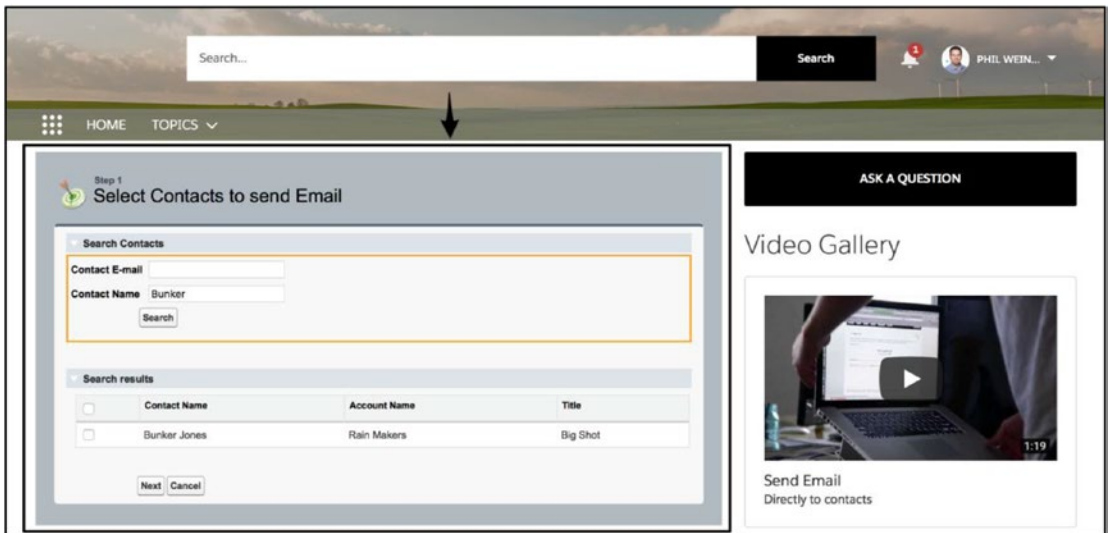 Search...
Search
1
PHIL WEIN...
HOME TOPICS
Step 1
Select Contacts to send Email
Search Contacts
Contact E-mail
Contact Name Bunker
Search
Search results
Contact Name Account Name Title
Bunker Jones Rain Makers Big Shot
Next Cancel
ASK A QUESTION
Video Gallery
1:19
Send Email
Directly to contacts